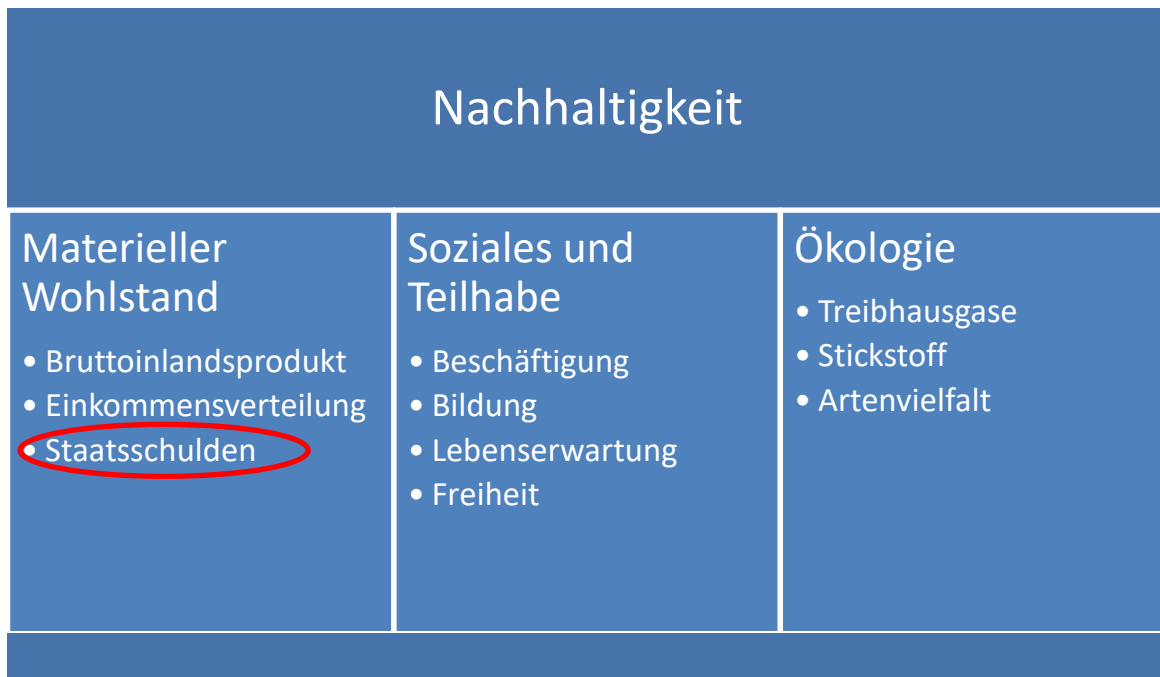 Nachhaltigkeit
Materieller
Wohlstand
• Bruttoinlandsprodukt
• Einkommensverteilung
• Staatsschulden
Soziales und
Teilhabe
• Beschäftigung
• Bildung
• Lebenserwartung
• Freiheit
Ökologie
• Treibhausgase
• Stickstoff
• Artenvielfalt